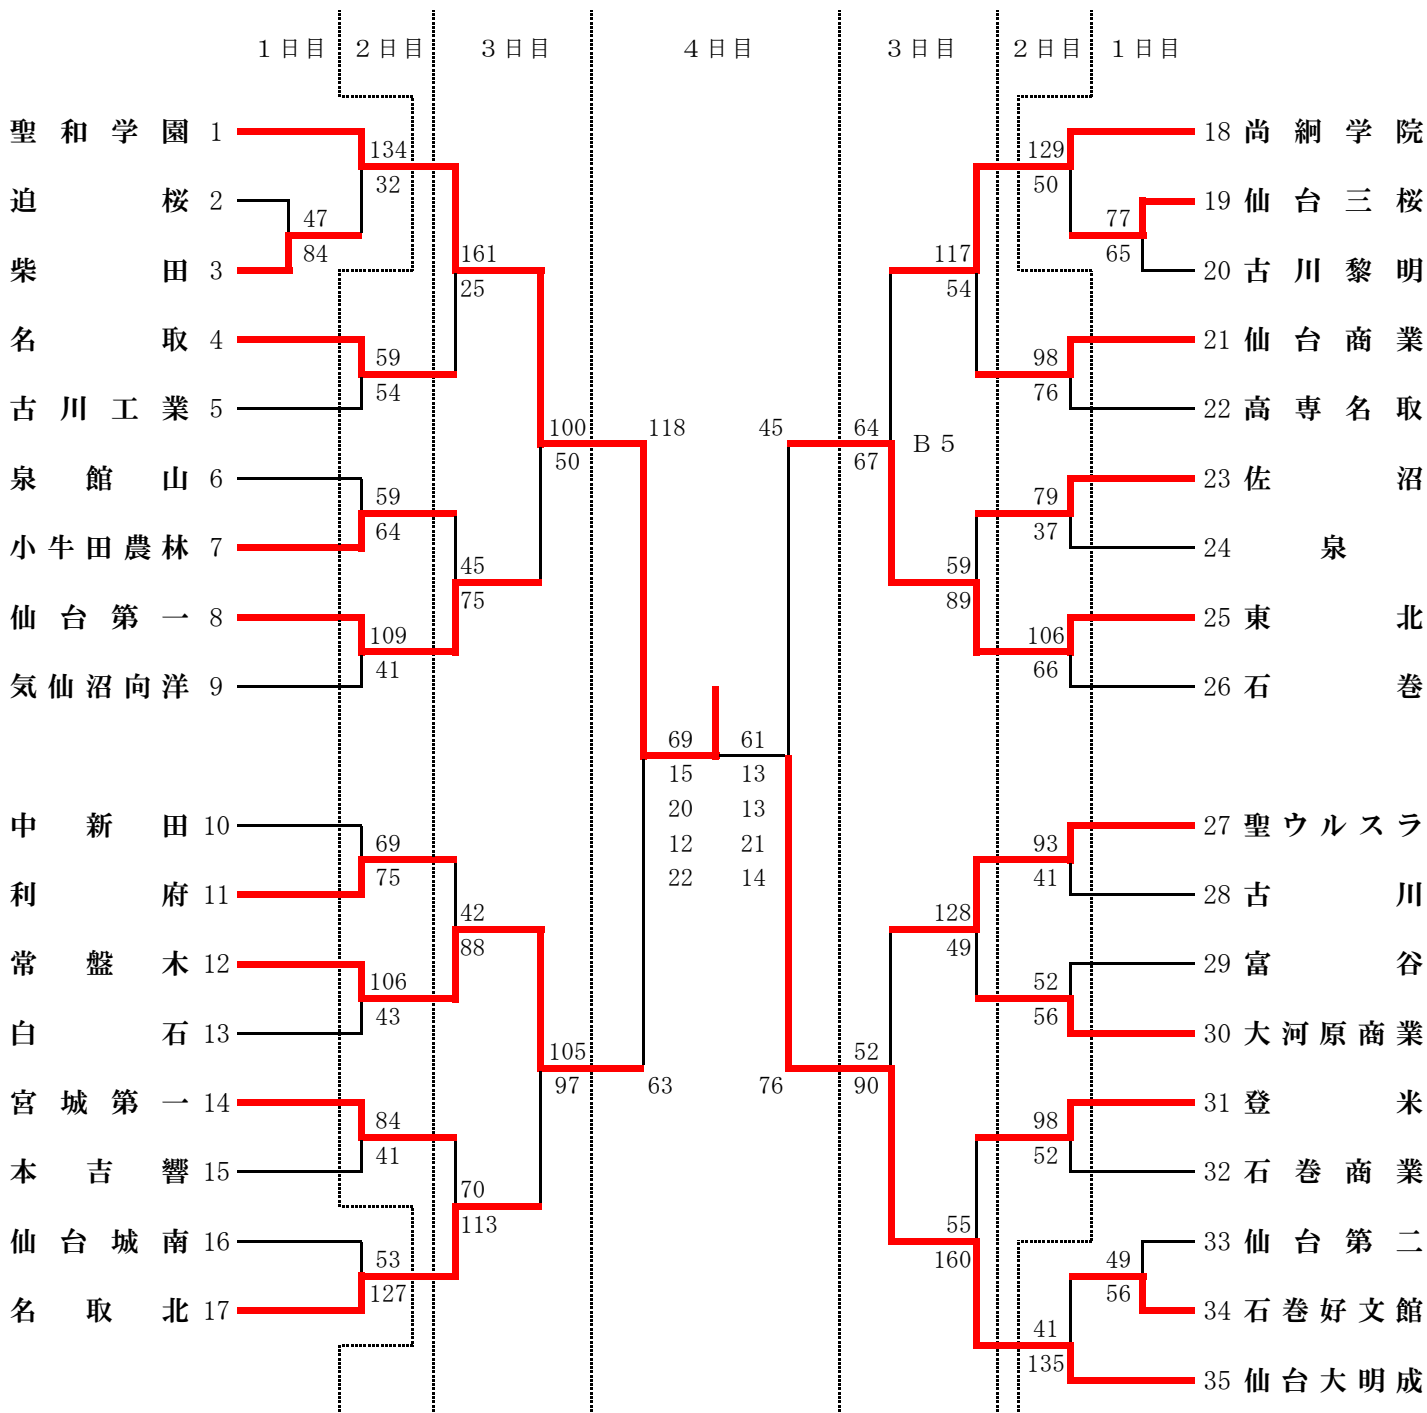 １日目 ２日目 ３日目 ４日目 ３日目 ２日目 １日目
聖和学園 1 134 129 18 尚絅学院
32 50
迫桜 2 47 77 19 仙台三桜
84 161 117 65
柴田 3 25 54 20 古川黎明
名取 4 59 98 21 仙台商業
54 76
古川工業 5 100 118 45 64 22 高専名取
50 67 Ｂ５
泉館山 6 59 79 23 佐沼
64 37
小牛田農林 7 45 59 24 泉
75 89
仙台第一 8 109 106 25 東北
41 66
気仙沼向洋 9 26 石巻
69 61
15 13
20 13
12 21
22 14
中新田 10 69 93 27 聖ウルスラ
75 41
利府 11 42 128 28 古川
88 49
常盤木 12 106 52 29 富谷
43 56
白石 13 105 52 30 大河原商業
97 63 76 90
宮城第一 14 84 98 31 登米
41 52
本吉響 15 70 55 32 石巻商業
113 160
仙台城南 16 53 49 33 仙台第二
127 56
名取北 17 41 34 石巻好文館
135
35 仙台大明成